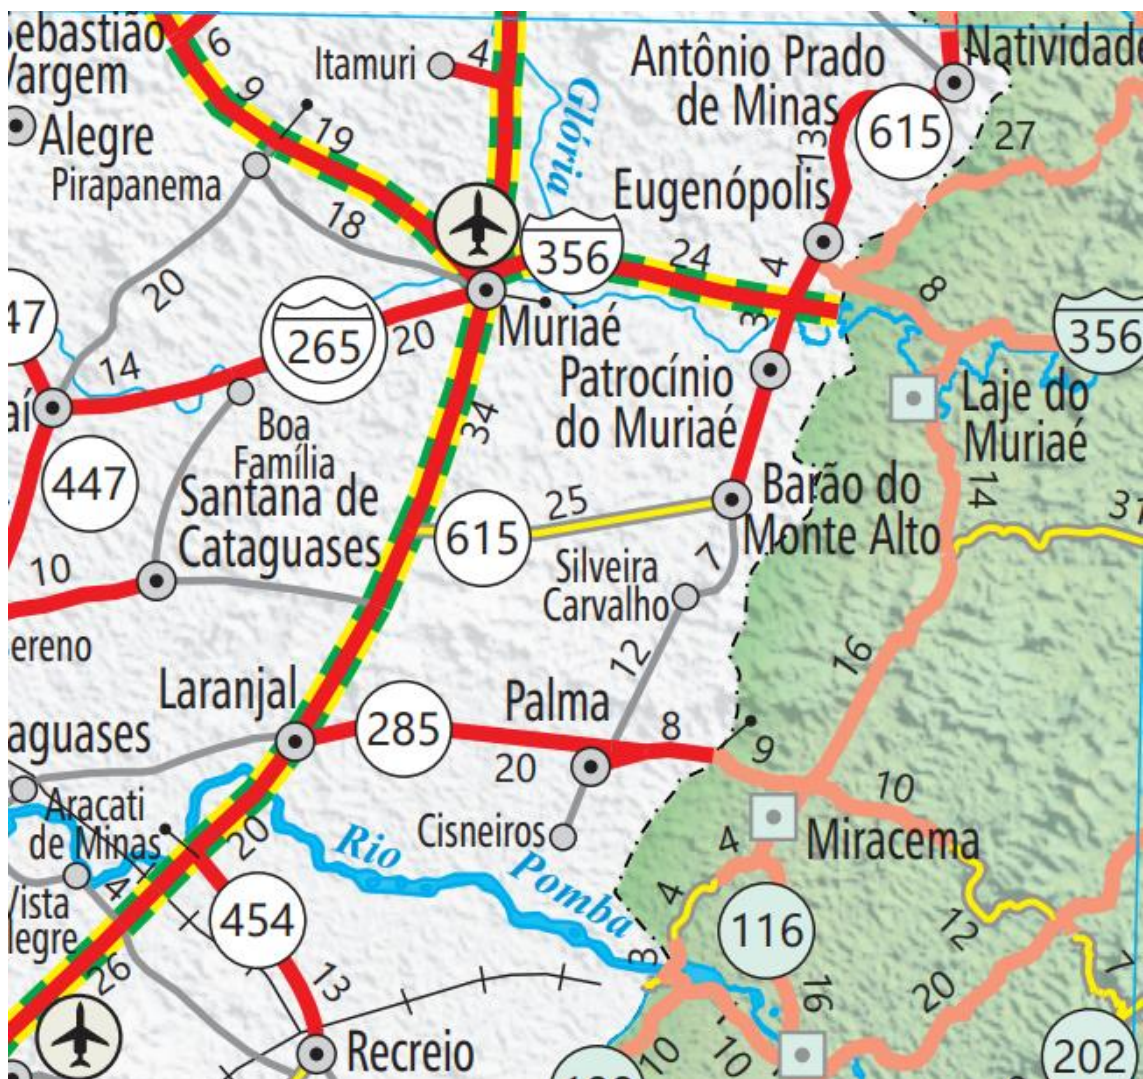 ebastião
Vargem
Alegre
Pirapanema
6
9
19
18
20
Itamuri
4
Glória
Antônio Prado
de Minas
Natividade
615
13
27
Eugenópolis
356
24
4
3
8
356
47
265
20
14
Muriaé
Patrocínio
do Muriaé
Laje do
Muriaé
aí
Boa
Família
447
34
Santana de
Cataguases
615
25
Barão do
Monte Alto
14
31
10
Silveira
Carvalho
7
12
16
ereno
Laranjal
285
Palma
8
9
20
10
aguases
Aracati
de Minas
20
4
Cisneiros
Miracema
Rio
Pomba
4
4
Vista
legre
454
116
12
26
13
3
16
20
7
Recreio
10
10
202